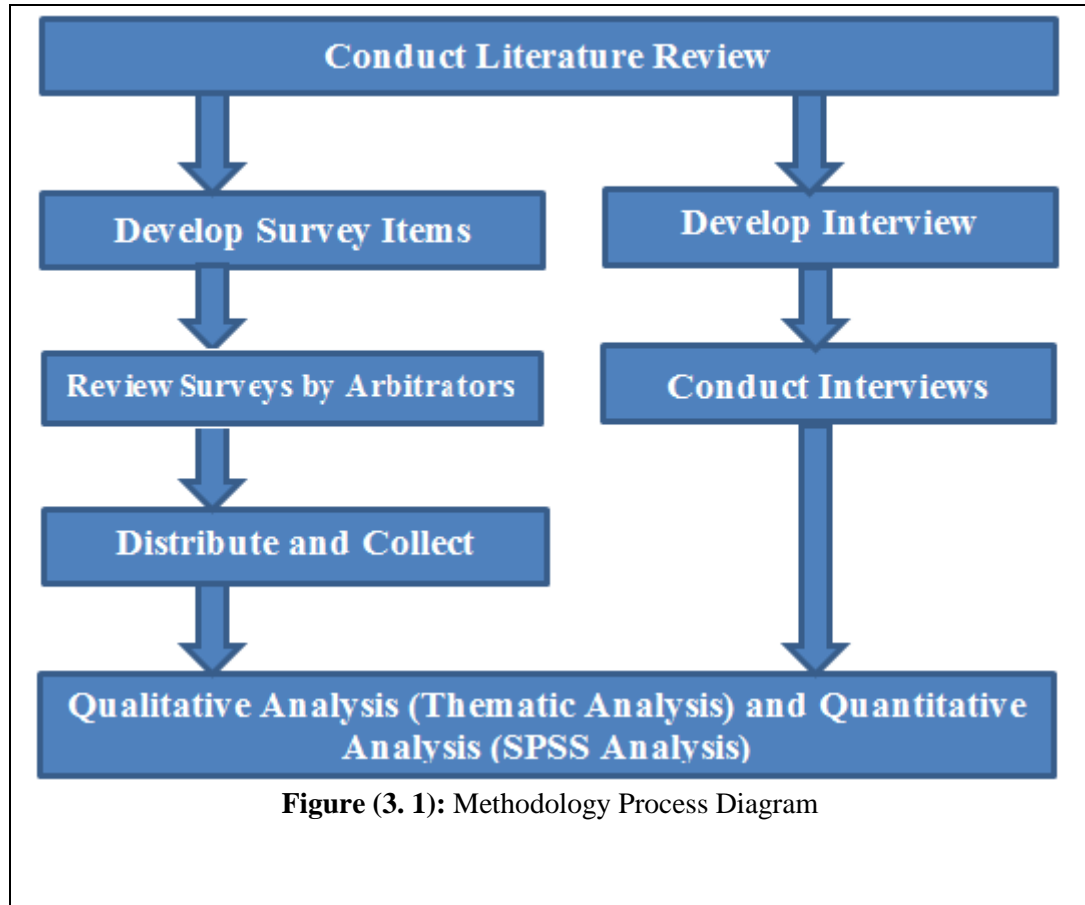 Conduct Literature Review
Develop Survey Items
Develop Interview
Review Surveys by Arbitrators
Conduct Interviews
Distribute and Collect
Qualitative Analysis (Thematic Analysis) and Quantitative
Analysis (SPSS Analysis)
Figure (3. 1): Methodology Process Diagram